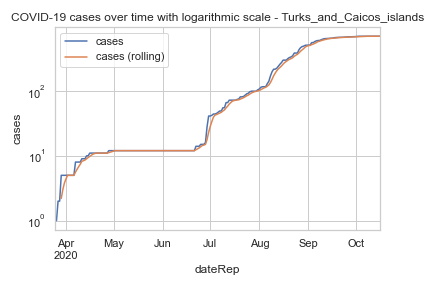 COVID-19 cases over time with logarithmic scale - Turks_and_Caicos_islands
cases
cases (rolling)
10²
10¹
10⁰
cases
Apr
2020
May
Jun
Jul
Aug
Sep
Oct
dateRep